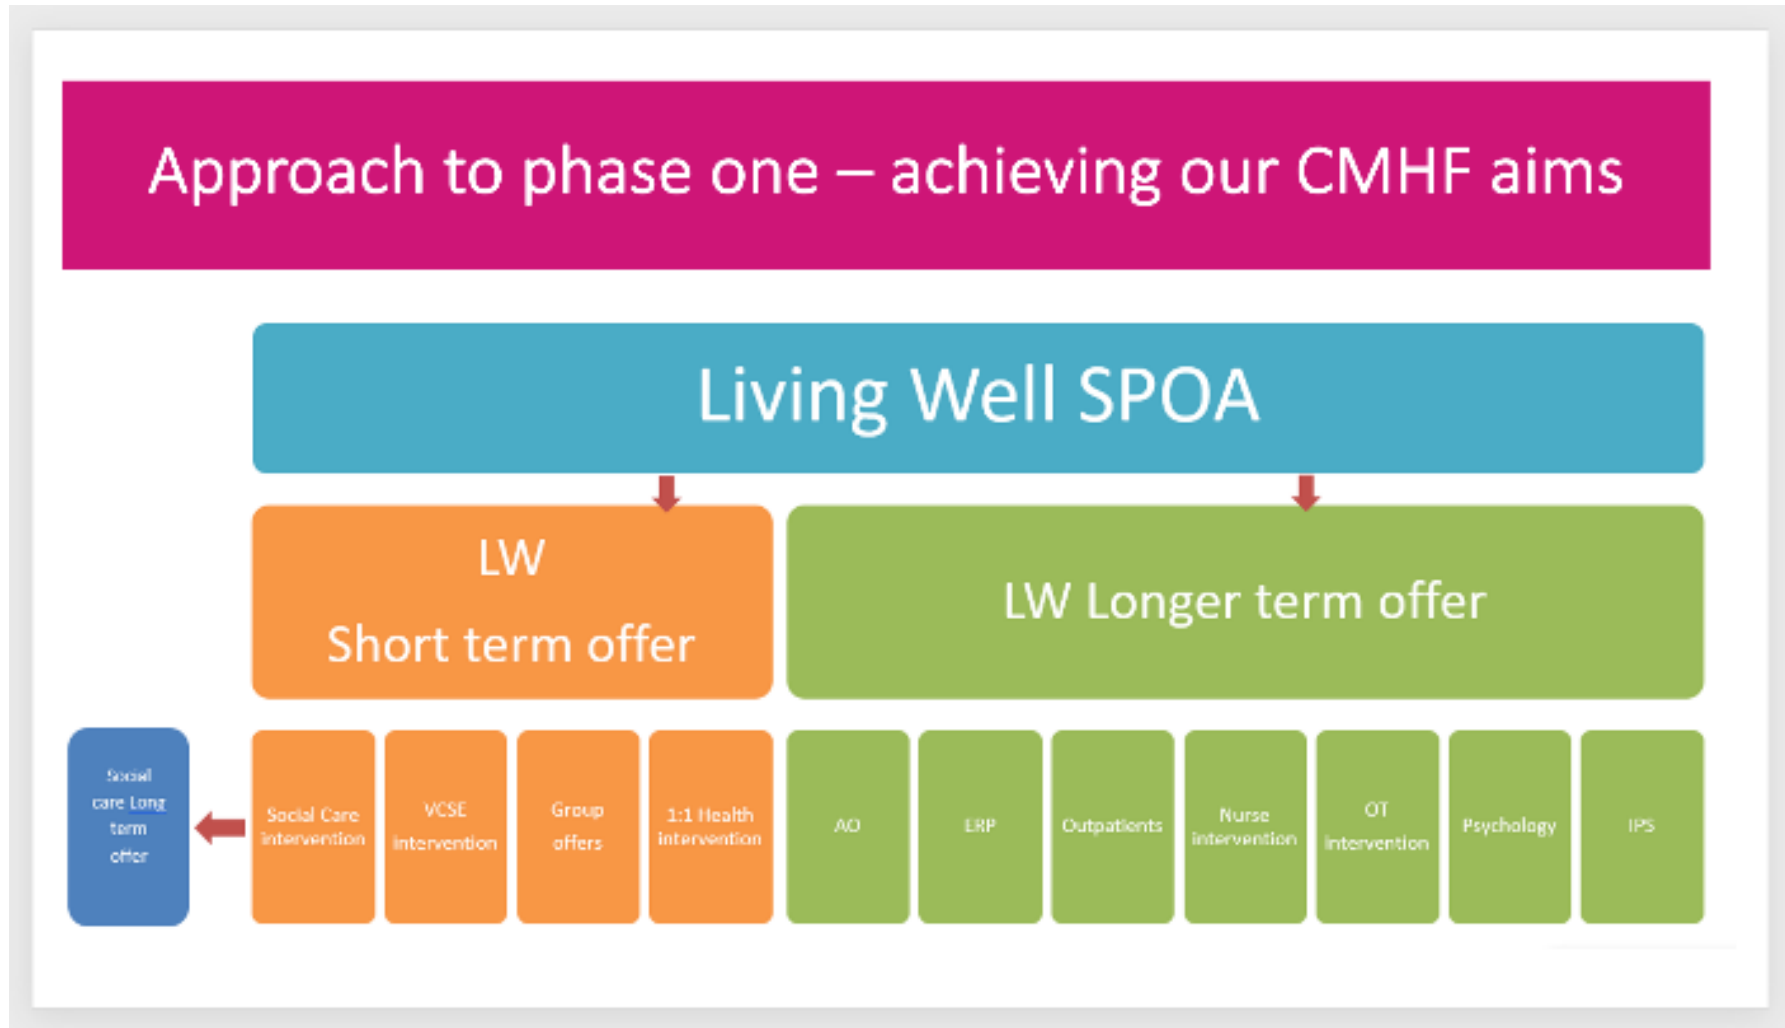 Approach to phase one – achieving our CMHF aims
Living Well SPOA
LW
Short term offer
LW Longer term offer
Social
care Long
term
offer
Social Care
intervention
VCSE
intervention
Group
offers
1:1 Health
intervention
AO
ERP
Outpatients
Nurse
intervention
OT
intervention
Psychology
IPS